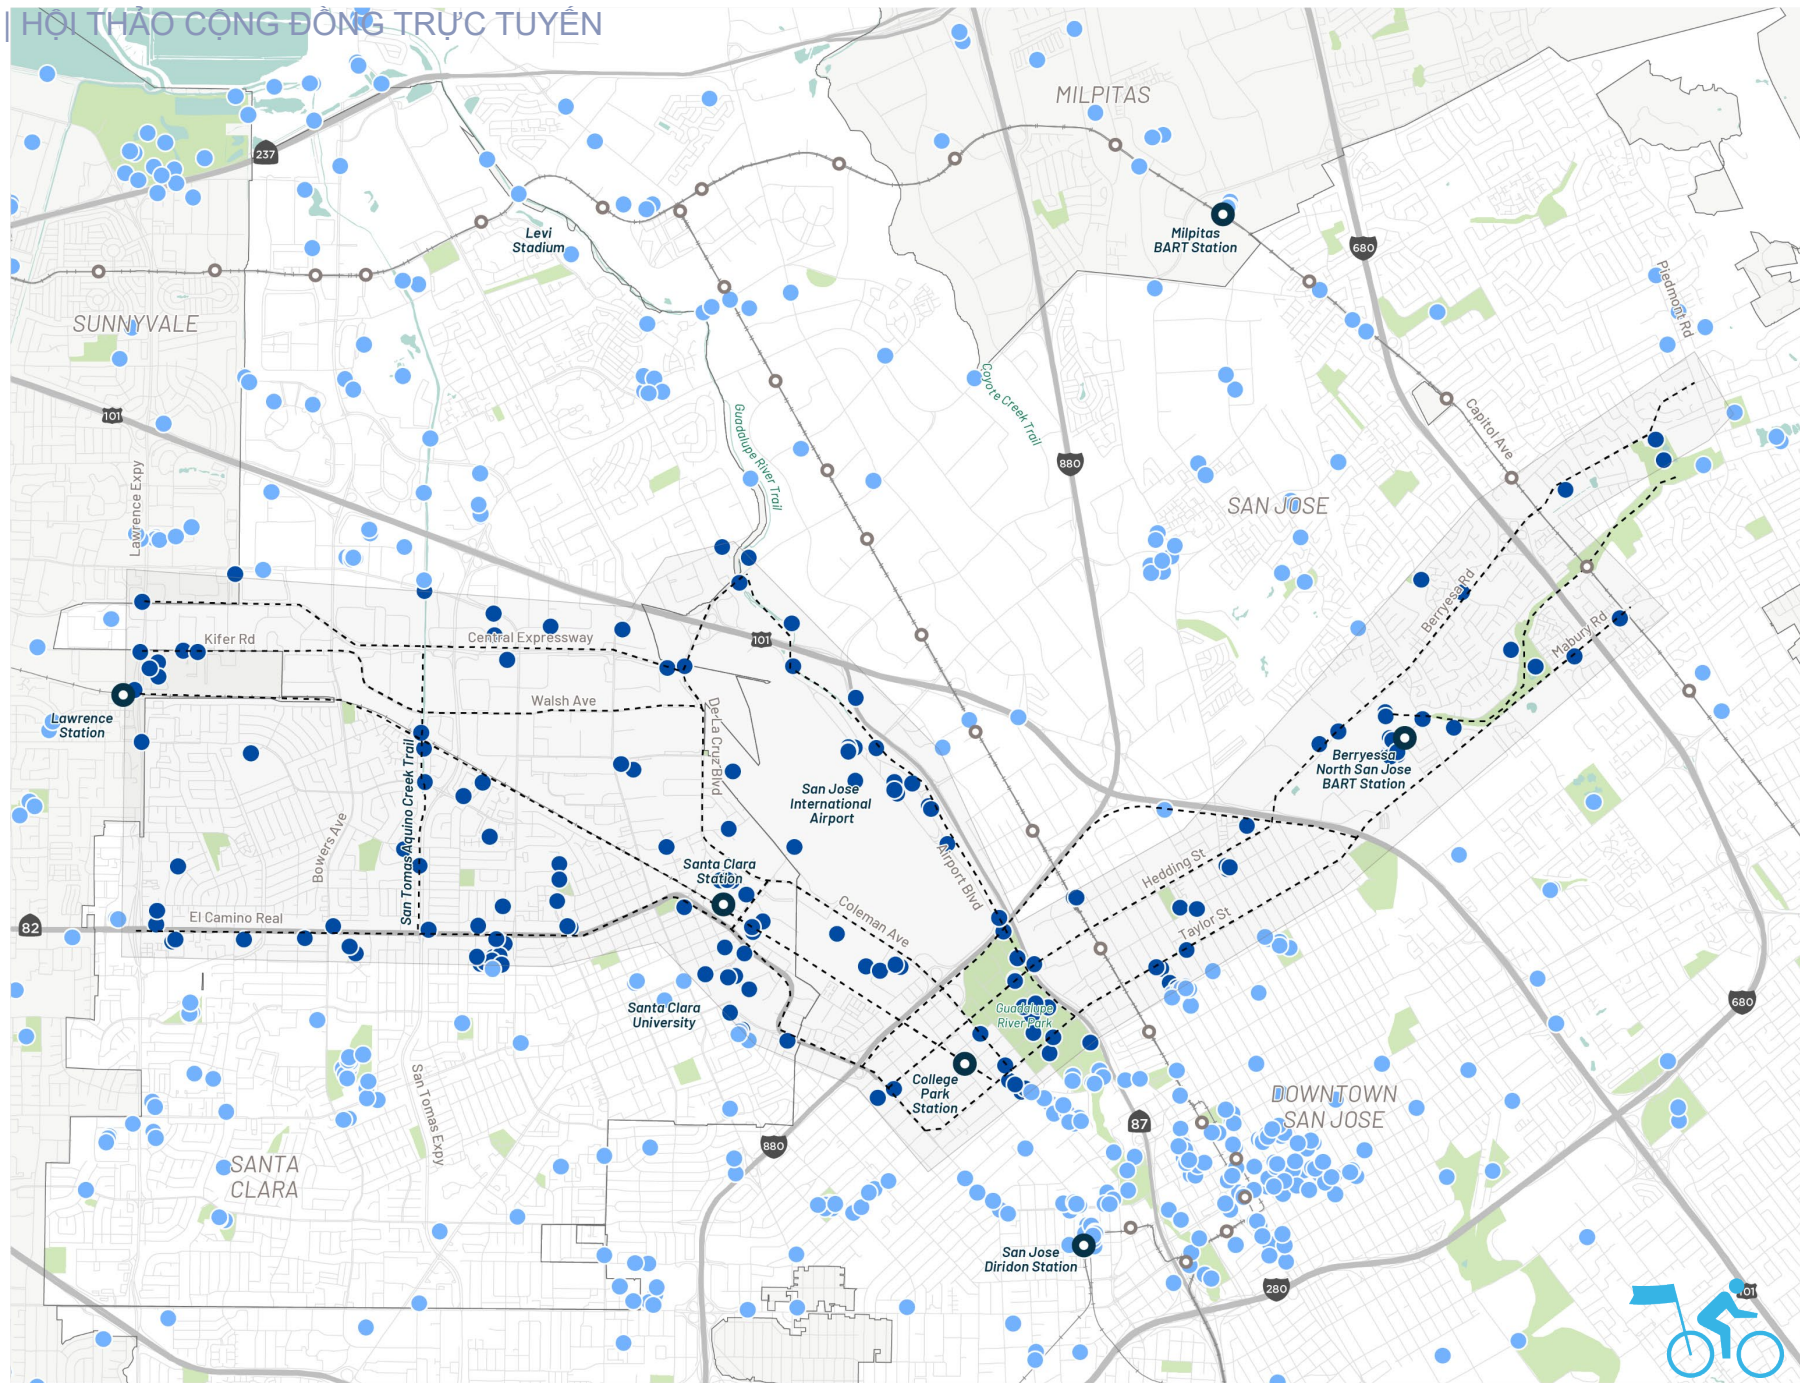 | HỘI THẢO CỘNG ĐỒNG TRỰC TUYẾN
MILPITAS
237
Levi
Stadium
Milpitas
BART Station
680
Piedmont Rd
SUNNYVALE
101
Coyote Creek Trail
Guadalupe River Trail
Capitol Ave
880
Lawrence Expy
SAN JOSE
Berryessa Rd
Mabury Rd
Kifer Rd
Central Expressway
101
Walsh Ave
De La Cruz Blvd
Lawrence
Station
San Tomas Aquino Creek Trail
Berryessa
North San Jose
BART Station
San Jose
International
Airport
Bowers Ave
Airport Blvd
Santa Clara
Station
Hedding St
Taylor St
Coleman Ave
82
El Camino Real
Santa Clara
University
Guadalupe
River Park
680
College
Park
Station
San Tomas Expy
DOWNTOWN
SAN JOSE
87
880
SANTA
CLARA
San Jose
Diridon Station
280
101